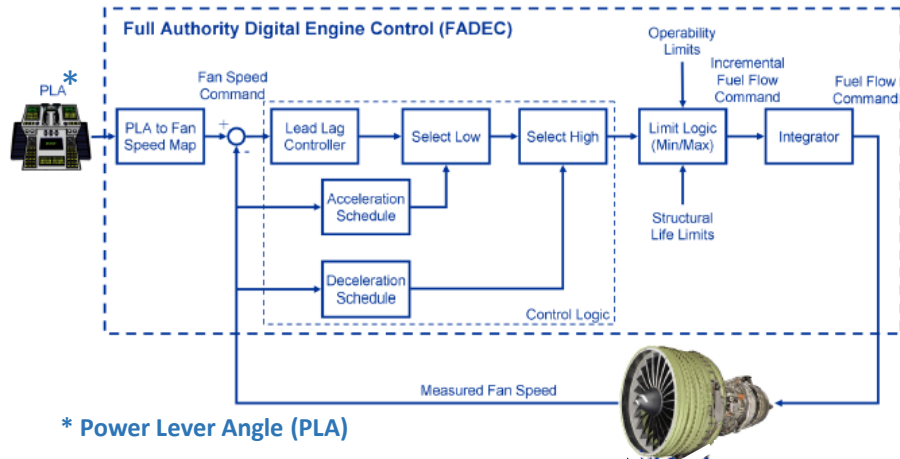 Full Authority Digital Engine Control (FADEC)
*
PLA
PLA to Fan
Speed Map
Fan Speed
Command
+
-
Lead Lag
Controller
Select Low
Select High
Acceleration
Schedule
Deceleration
Schedule
Control Logic
Operability
Limits
Limit Logic
(Min/Max)
Structural
Life Limits
Incremental
Fuel Flow
Command
Integrator
Fuel Flow
Command
Measured Fan Speed
* Power Lever Angle (PLA)